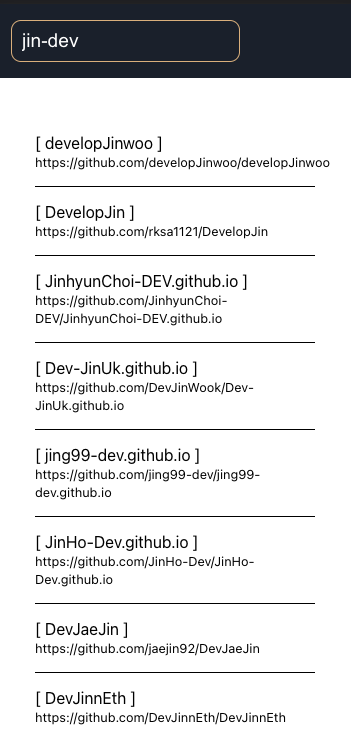 jin-dev
[ developJinwoo ]
https://github.com/developJinwoo/developJinwoo
[ DevelopJin ]
https://github.com/rksa1121/DevelopJin
[ JinhyunChoi-DEV.github.io ]
https://github.com/JinhyunChoi-
DEV/JinhyunChoi-DEV.github.io
[ Dev-JinUk.github.io ]
https://github.com/DevJinWook/Dev-
JinUk.github.io
[ jing99-dev.github.io ]
https://github.com/jing99-dev/jing99-
dev.github.io
[ JinHo-Dev.github.io ]
https://github.com/JinHo-Dev/JinHo-
Dev.github.io
[ DevJaeJin ]
https://github.com/jaejin92/DevJaeJin
[ DevJinnEth ]
https://github.com/DevJinnEth/DevJinnEth